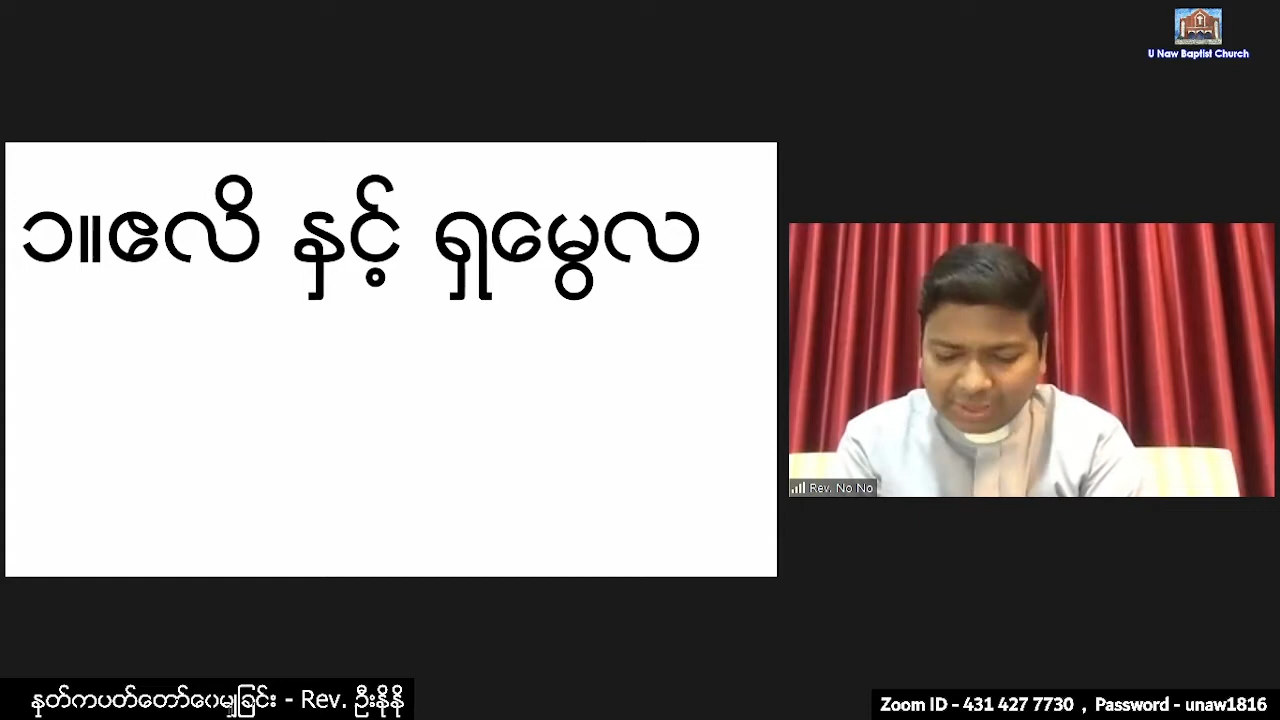 U Naw Baptist Church
၁။ဧလိ နှင့် ရှမွေလ
Rev. No No
နှုတ်ကပတ်တော်ဝေမျှခြင်း - Rev. ဦးနိုနို
Zoom ID - 431 427 7730 , Password - unaw1816